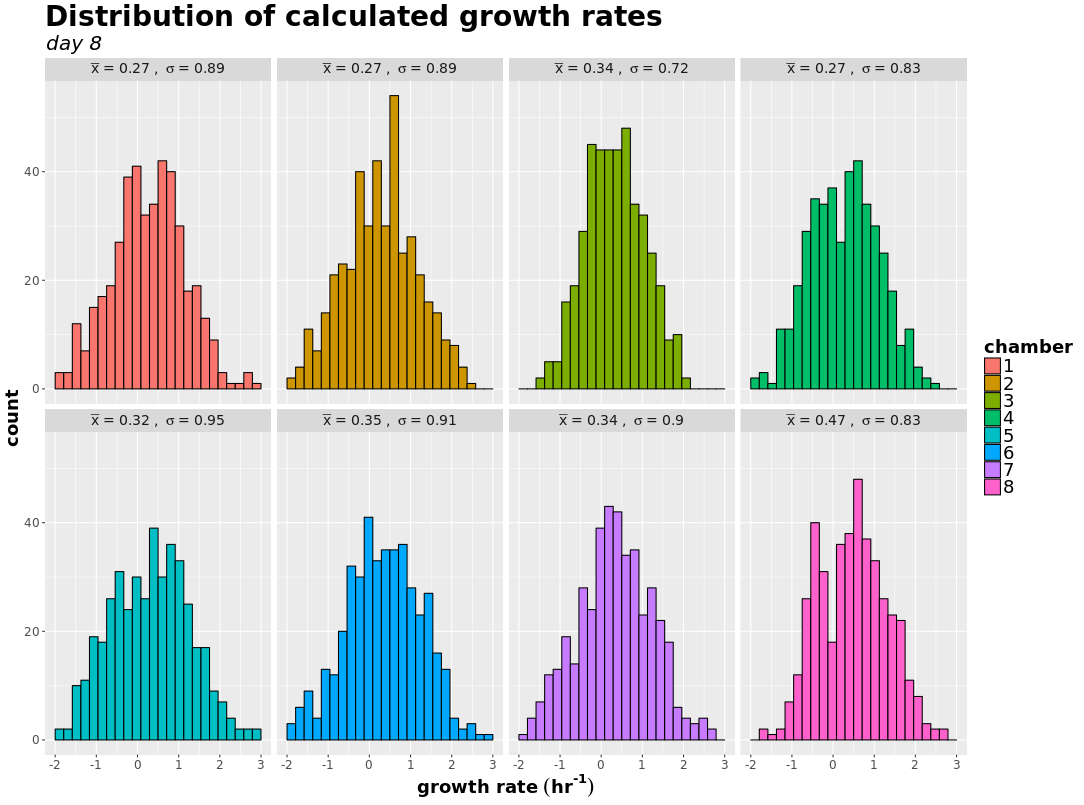 Distribution of calculated growth rates
day 8
x̅ = 0.27 , σ = 0.89
x̅ = 0.27 , σ = 0.89
x̅ = 0.34 , σ = 0.72
x̅ = 0.27 , σ = 0.83
40
20
0
x̅ = 0.32 , σ = 0.95
x̅ = 0.35 , σ = 0.91
x̅ = 0.34 , σ = 0.9
x̅ = 0.47 , σ = 0.83
40
20
0
-2 -1 0 1 2 3
-2 -1 0 1 2 3
-2 -1 0 1 2 3
-2 -1 0 1 2 3
count
growth rate (hr⁻¹)
chamber
1
2
3
4
5
6
7
8